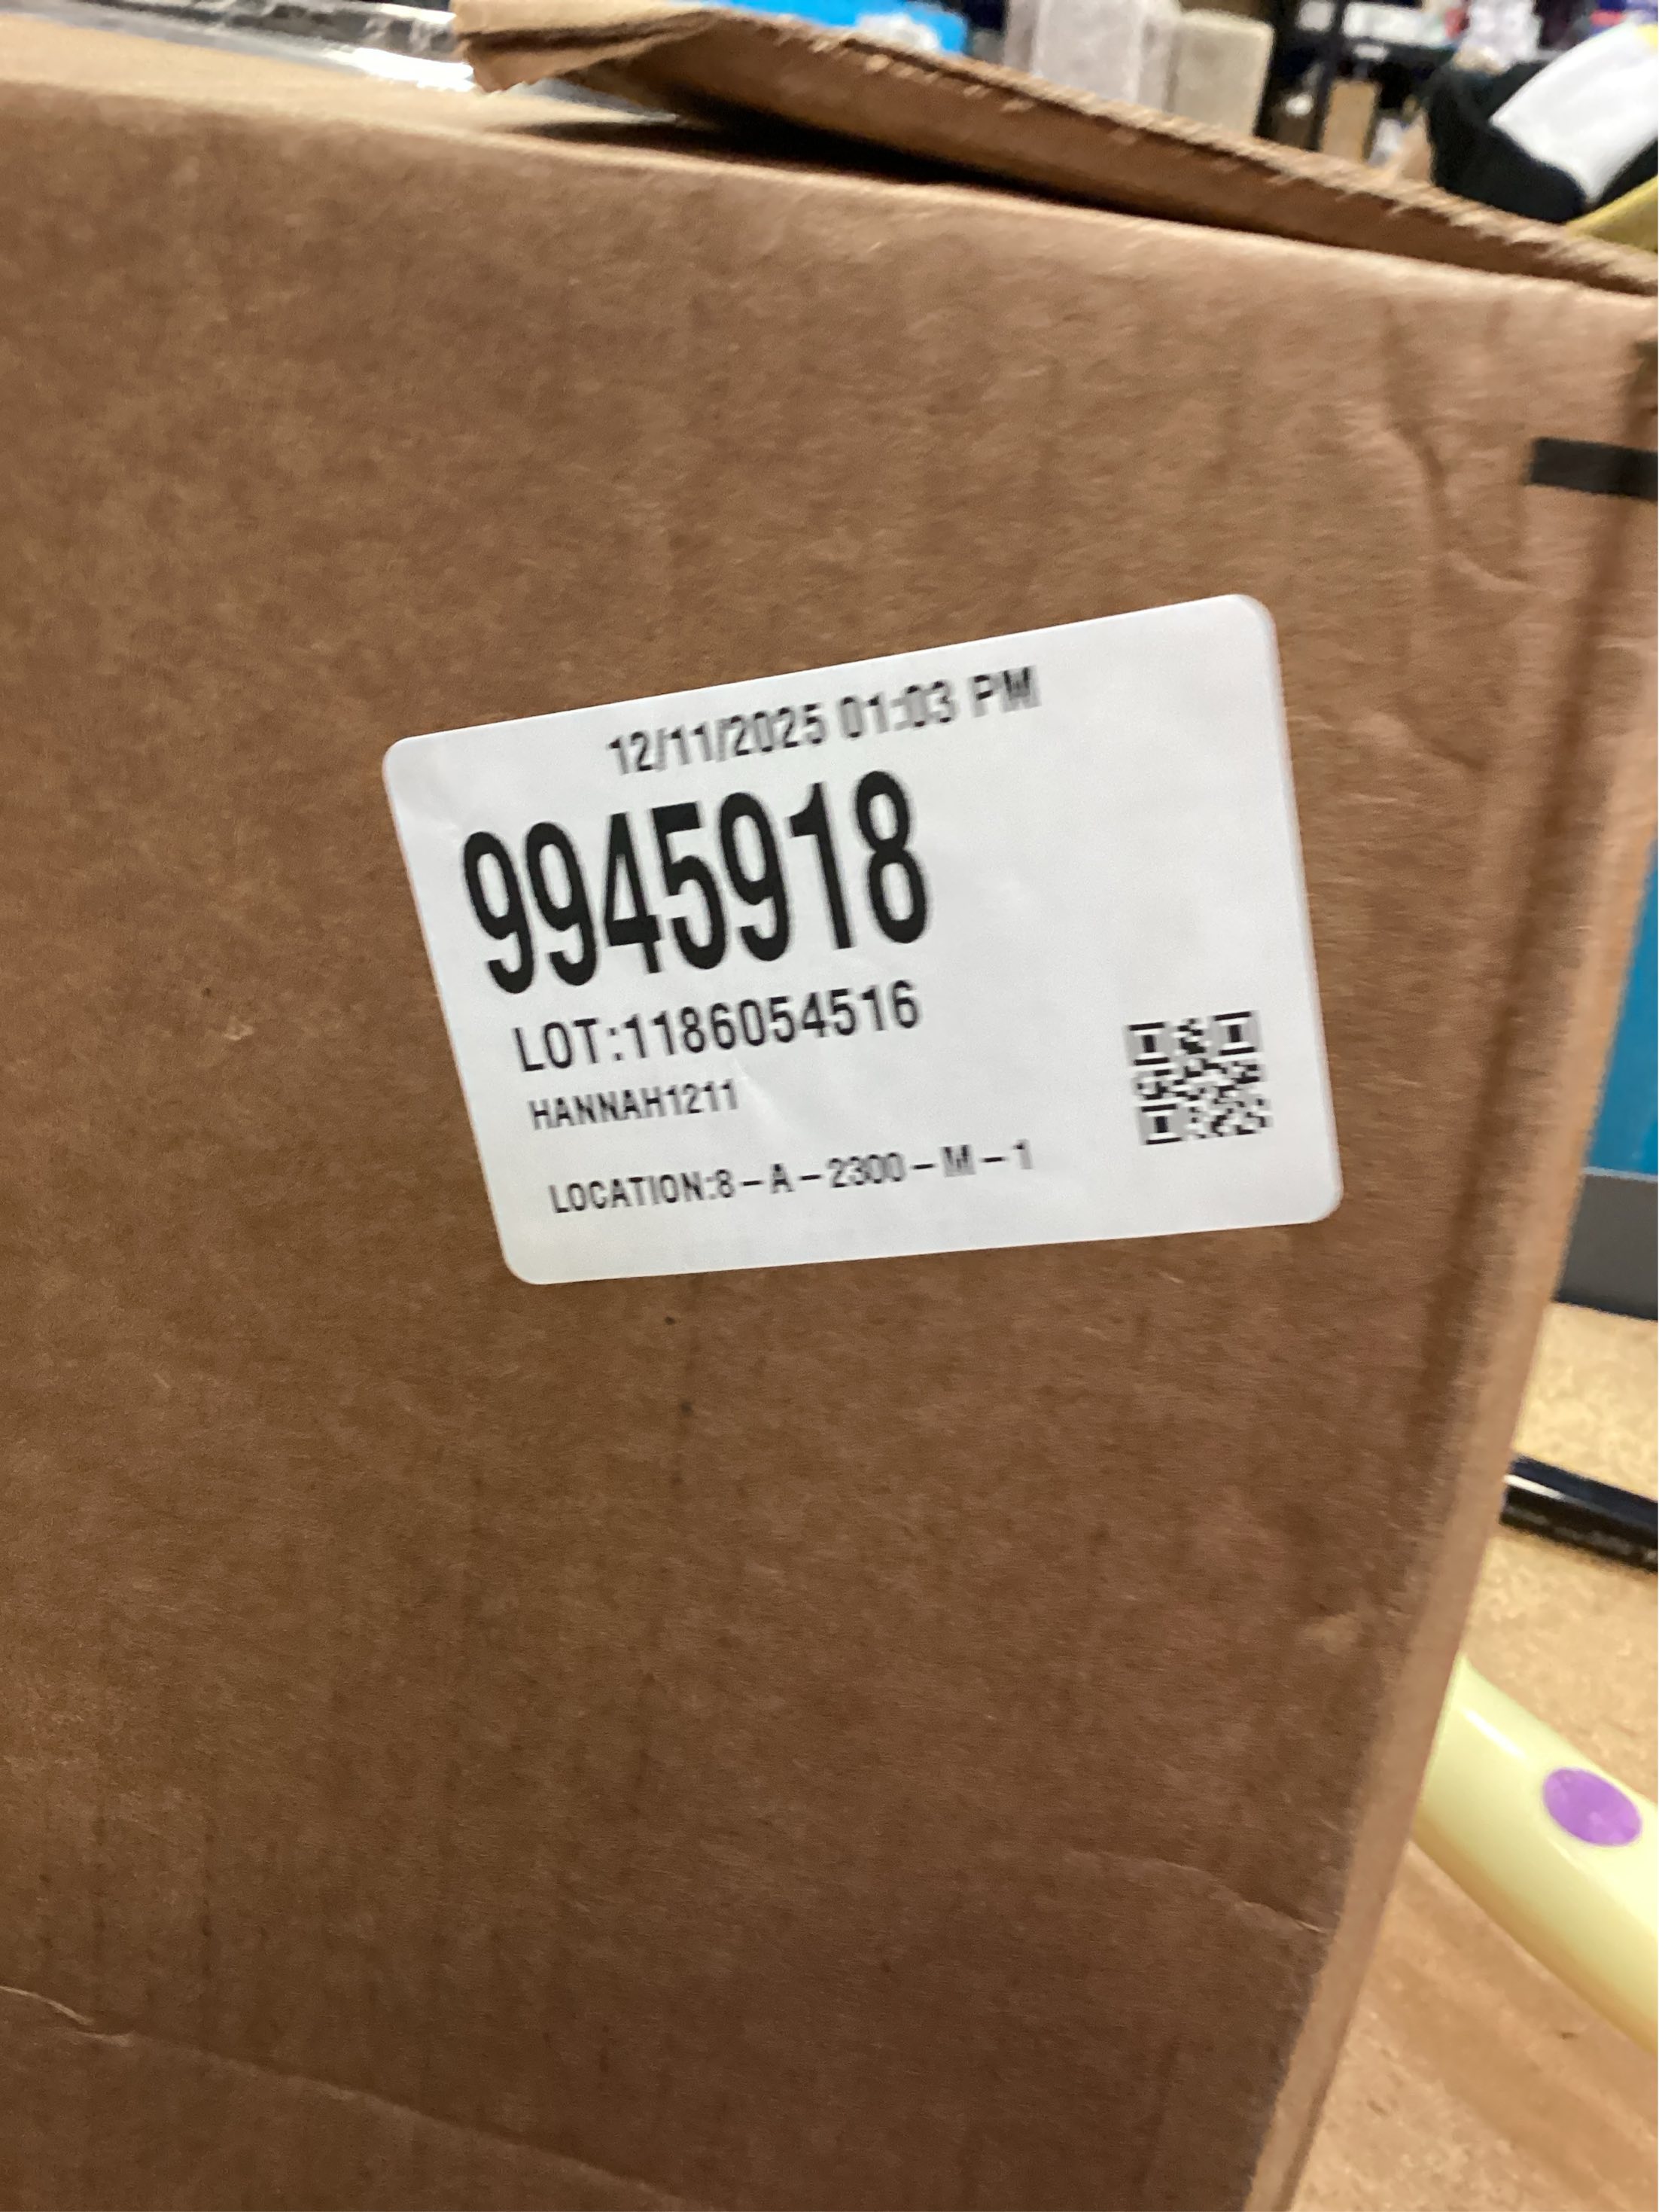 12/11/2025 01:03 PM
9945918
LOT:1186054516
HANNAH1211
LOCATION:8-A-2300-M-1